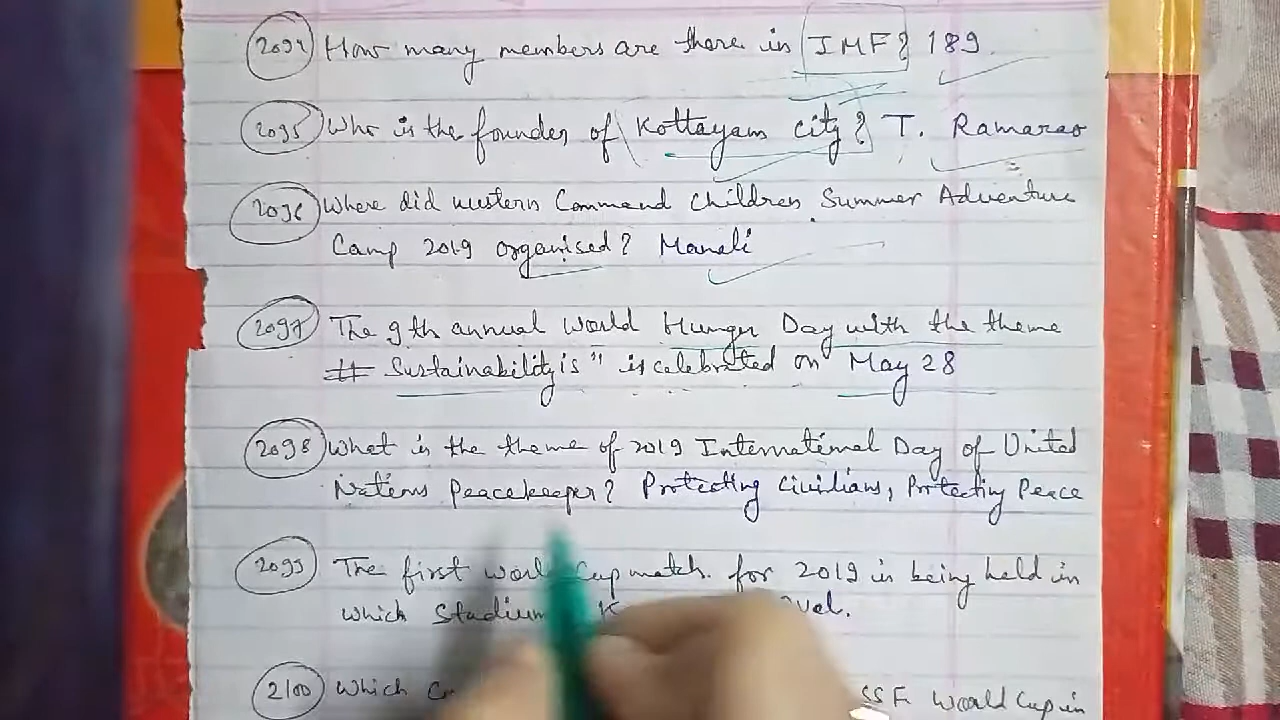 2094 How many members are there in IMF? 189
2095 Who is the founder of Kottayam city? T. Ramarao
2096 Where did western Command Children Summer Adventure
Camp 2019 organised? Manali
2097 The 9th annual World Hunger Day with the theme
# Sustainability is" is celebrated on May 28
2098 What is the theme of 2019 International Day of United
Nations Peacekeeper? Protecting Civilians, Protecting Peace
2099 The first world Cup match for 2019 is being held in
which Stadium
2100 Which SSF World Cup in